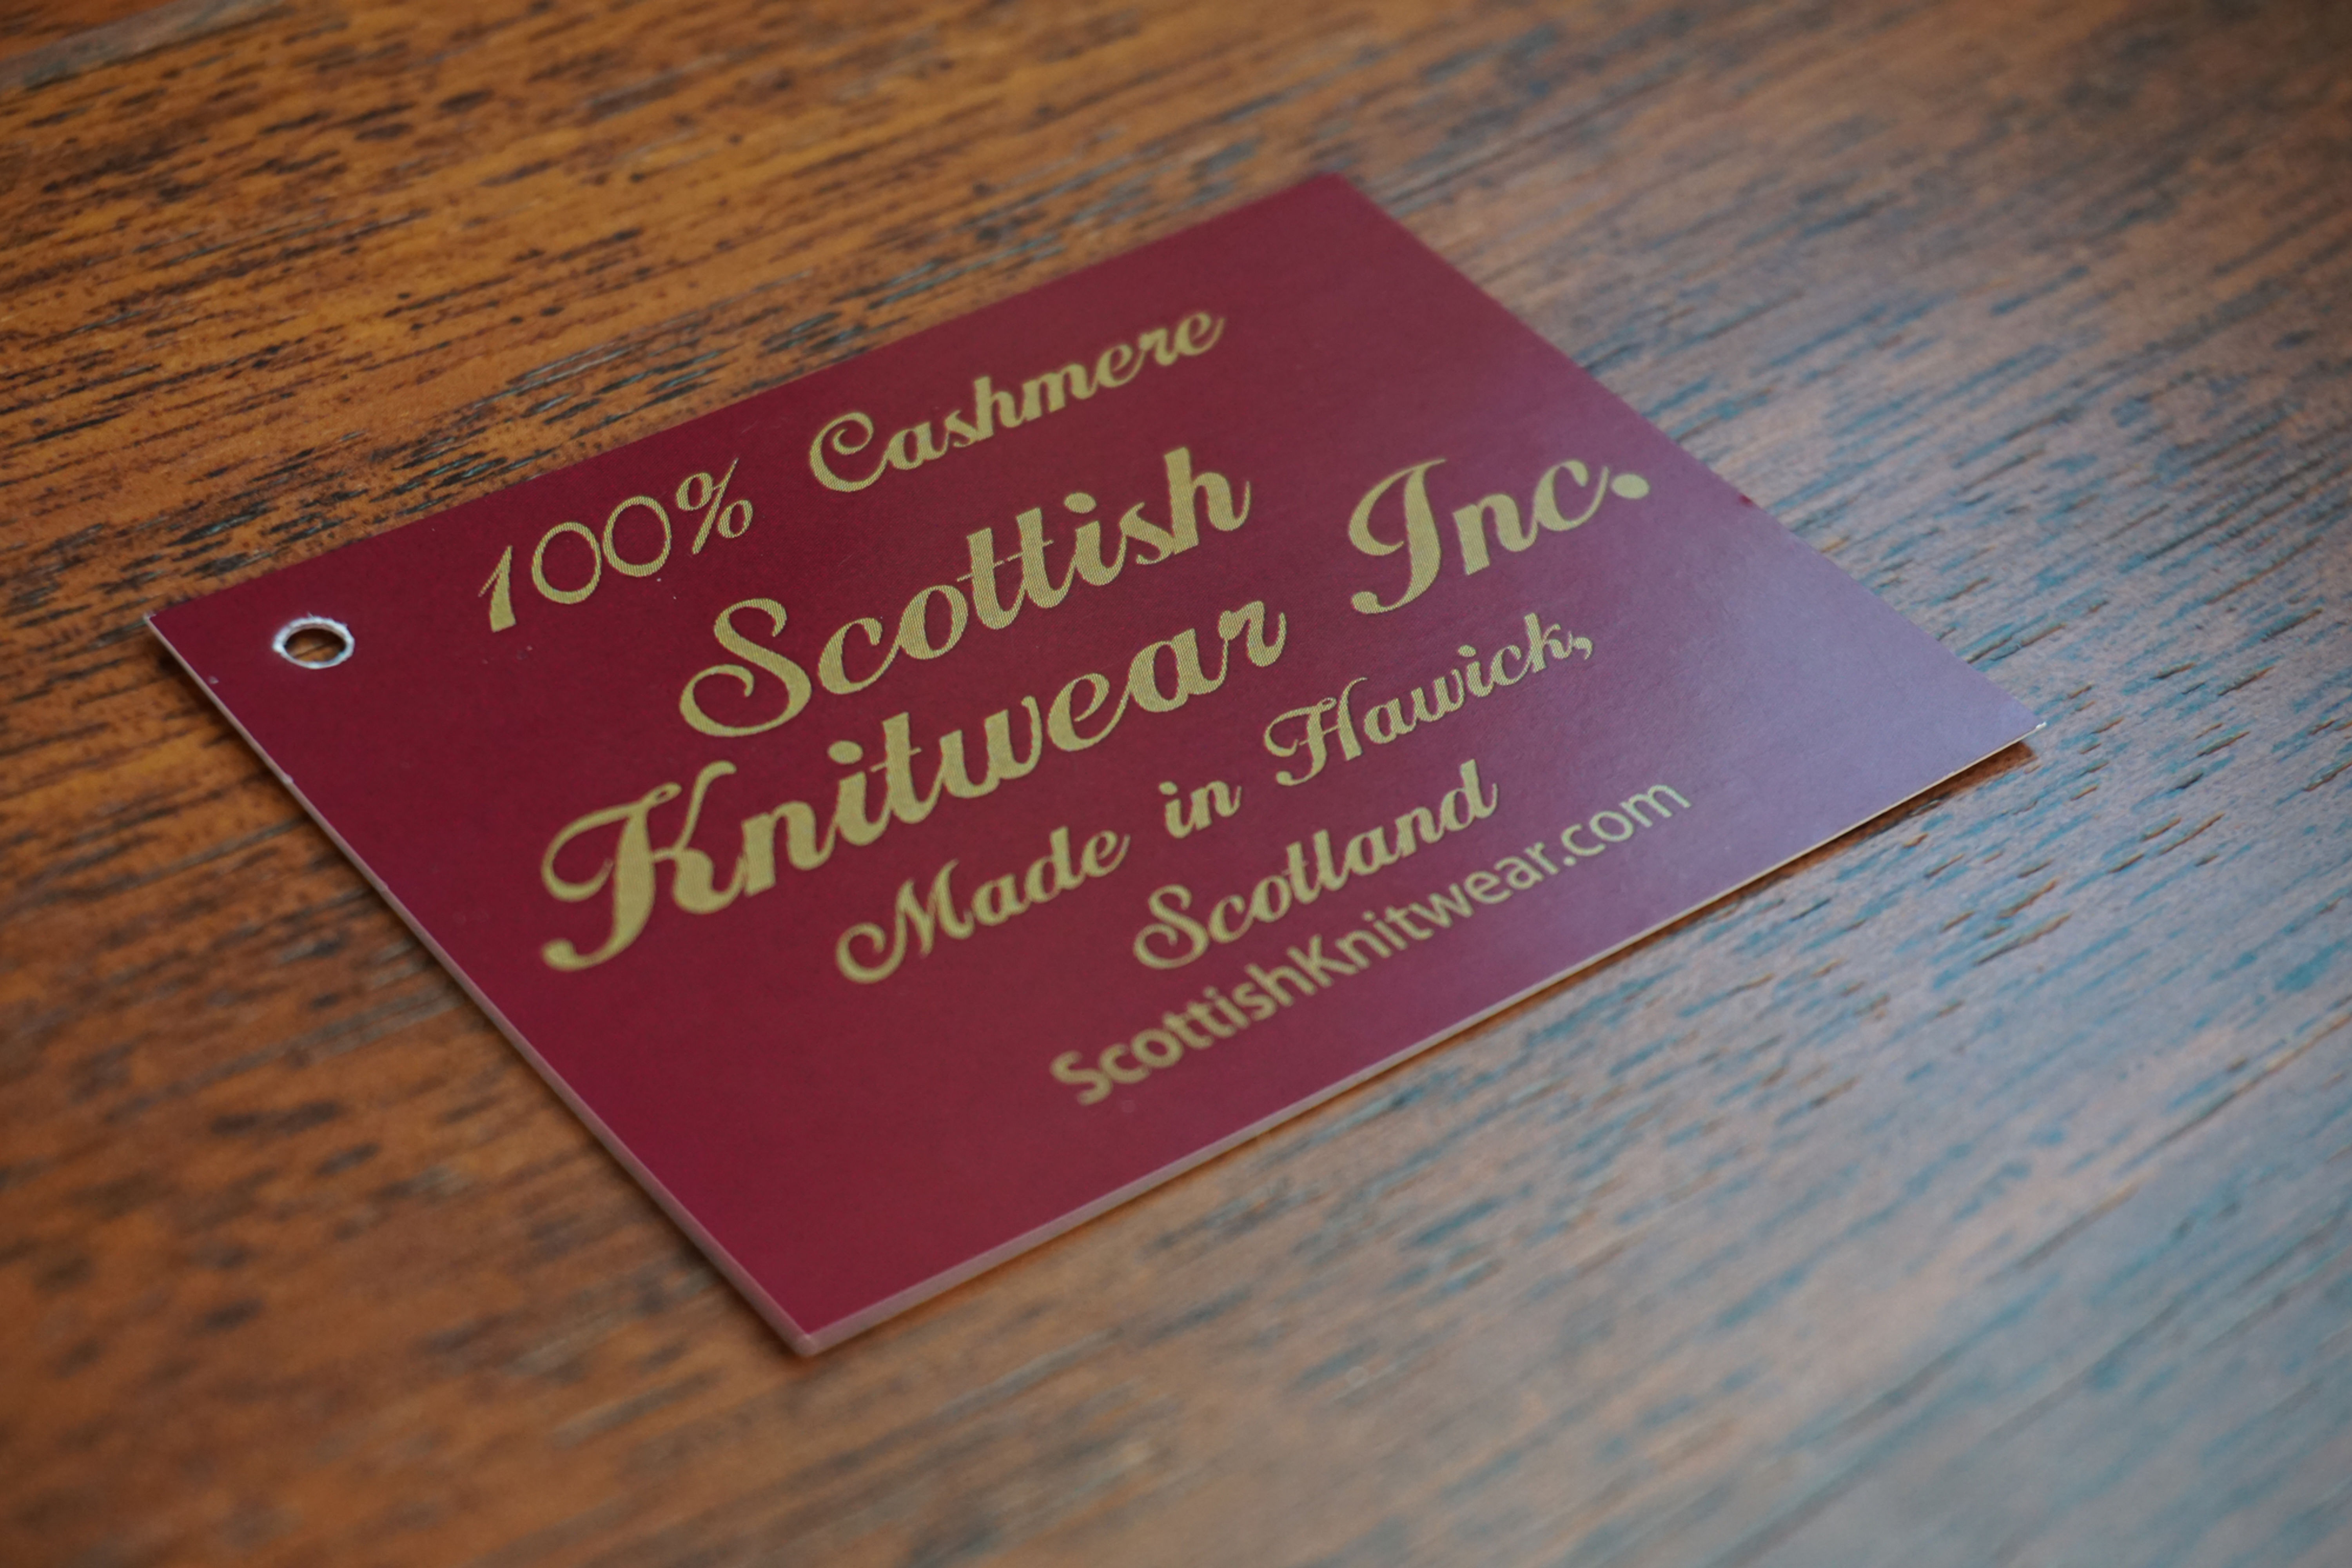 100% Cashmere
Scottish
Knitwear Inc.
Made in Hawick,
Scotland
ScottishKnitwear.com